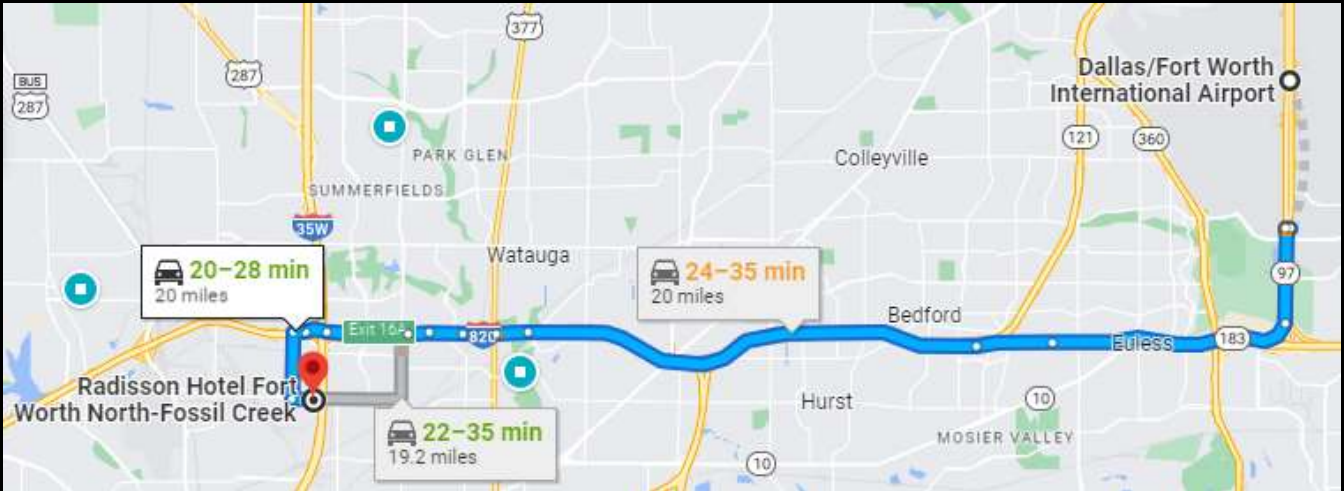 377
287
BUS
287
Dallas/Fort Worth
International Airport
121
360
PARK GLEN
Colleyville
SUMMERFIELDS
35W
Watauga
20–28 min
20 miles
24–35 min
20 miles
97
Bedford
Exit 16A
820
183
Euless
Radisson Hotel Fort
Worth North-Fossil Creek
Hurst
10
22–35 min
19.2 miles
MOSIER VALLEY
10